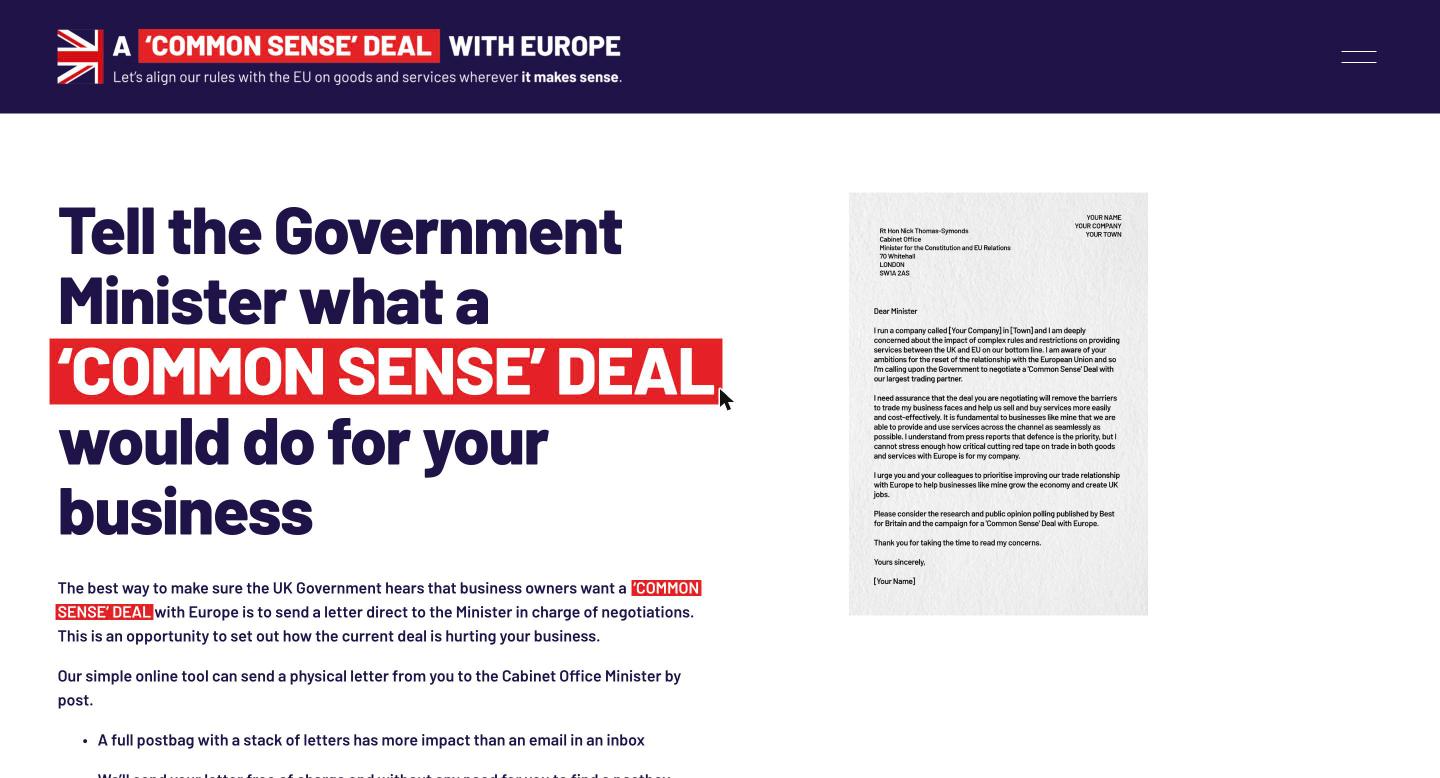 A ‘COMMON SENSE’ DEAL WITH EUROPE
Let’s align our rules with the EU on goods and services wherever it makes sense.
Tell the Government
Minister what a
‘COMMON SENSE’ DEAL
would do for your
business
The best way to make sure the UK Government hears that business owners want a ‘COMMON
SENSE’ DEAL with Europe is to send a letter direct to the Minister in charge of negotiations.
This is an opportunity to set out how the current deal is hurting your business.
Our simple online tool can send a physical letter from you to the Cabinet Office Minister by
post.
• A full postbag with a stack of letters has more impact than an email in an inbox
We’ll send your letter free of charge and without any need for you to find a postbox
YOUR NAME
YOUR COMPANY
YOUR TOWN
Rt Hon Nick Thomas-Symonds
Cabinet Office
Minister for the Constitution and EU Relations
70 Whitehall
LONDON
SW1A 2AS
Dear Minister
I run a company called [Your Company] in [Town] and I am deeply
concerned about the impact of complex rules and restrictions on providing
services between the UK and EU on our bottom line. I am aware of your
ambitions for the reset of the relationship with the European Union and so
I'm calling upon the Government to negotiate a 'Common Sense' Deal with
our largest trading partner.
I need assurance that the deal you are negotiating will remove the barriers
to trade my business faces and help us sell and buy services more easily
and cost-effectively. It is fundamental to businesses like mine that we are
able to provide and use services across the channel as seamlessly as
possible. I understand from press reports that defence is the priority, but I
cannot stress enough how critical cutting red tape on trade in both goods
and services with Europe is for my company.
I urge you and your colleagues to prioritise improving our trade relationship
with Europe to help businesses like mine grow the economy and create UK
jobs.
Please consider the research and public opinion polling published by Best
for Britain and the campaign for a 'Common Sense' Deal with Europe.
Thank you for taking the time to read my concerns.
Yours sincerely,
[Your Name]